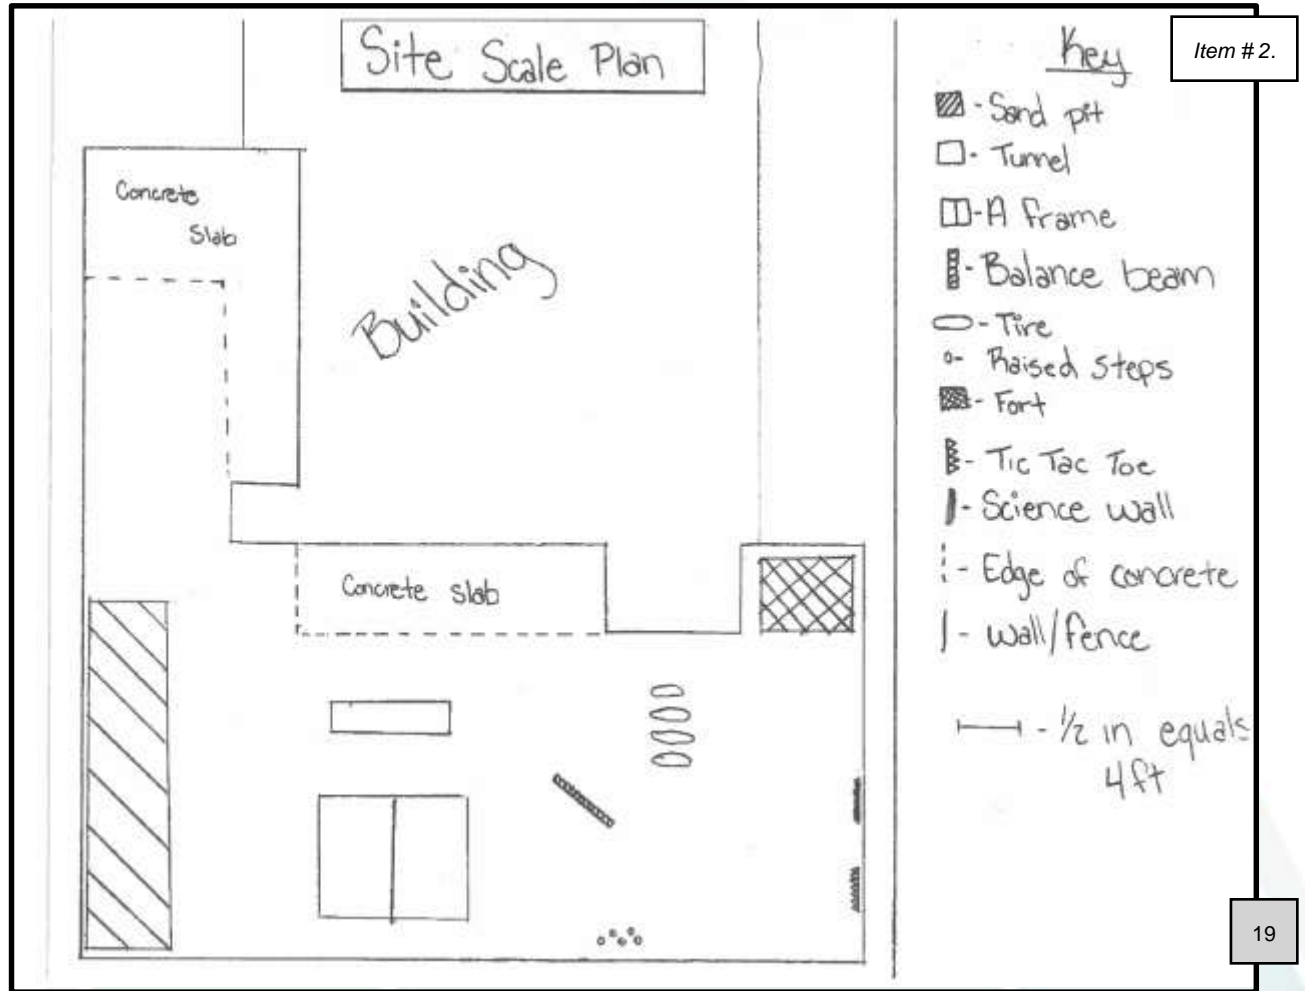 Site Scale Plan
Key
Item # 2.
- Sand pit
- Tunnel
- A frame
- Balance beam
- Tire
- Raised steps
- Fort
- Tic Tac Toe
- Science wall
- Edge of concrete
- Wall/fence
- 1/2 in equals
4ft
Concrete
Slab
Building
Concrete slab
19